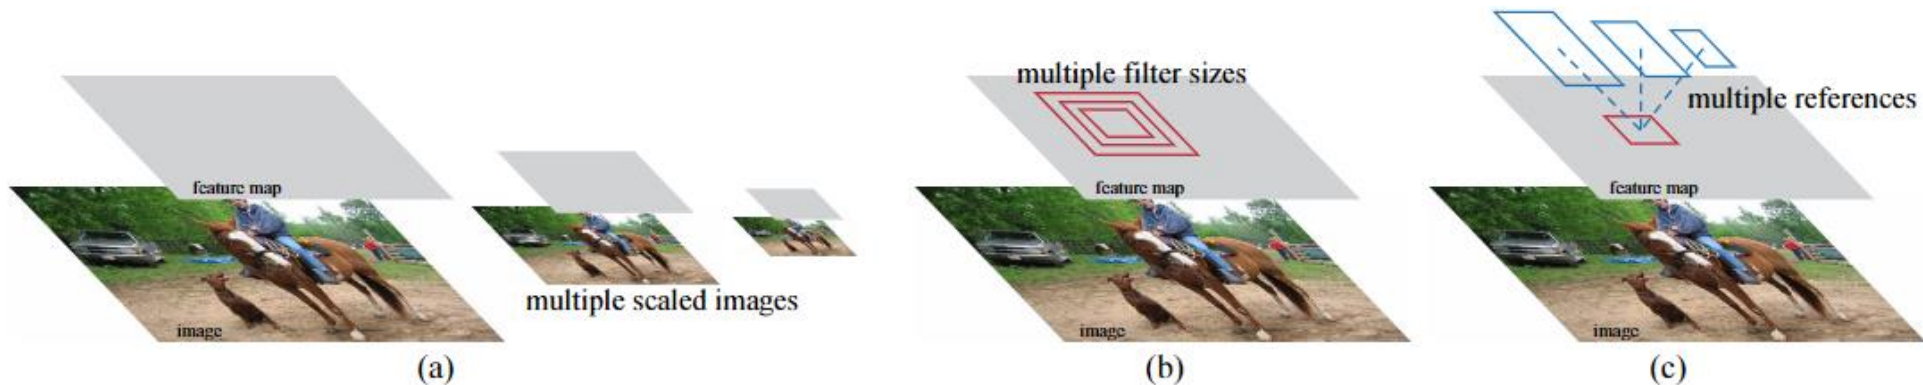 feature map
image
multiple scaled images
(a)
multiple filter sizes
feature map
image
(b)
multiple references
feature map
image
(c)